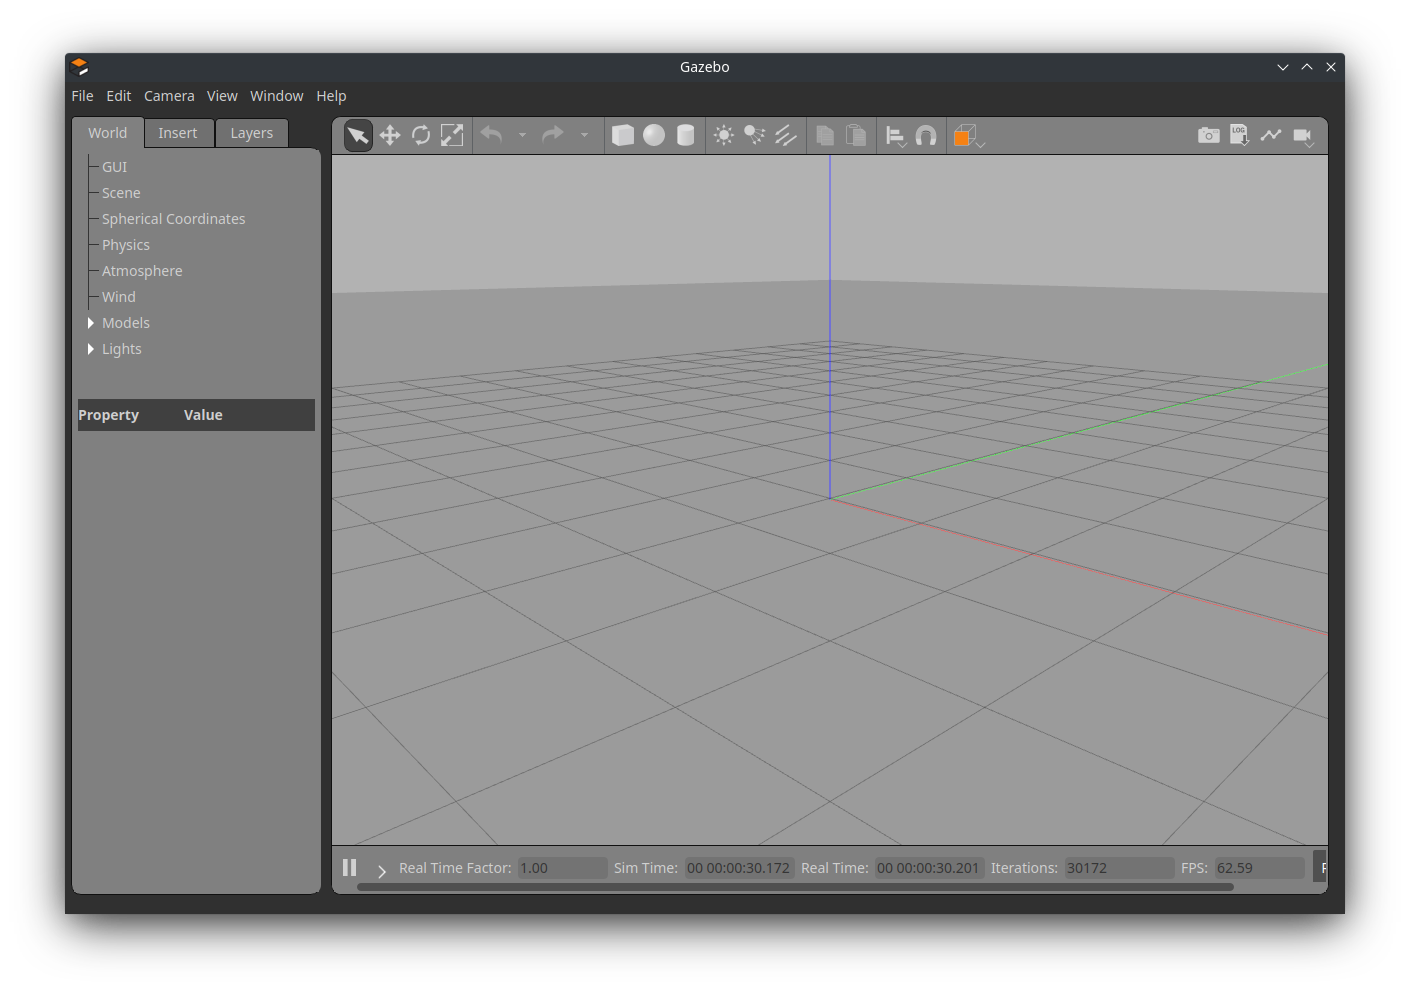 Gazebo
File Edit Camera View Window Help
World Insert Layers
GUI
Scene
Spherical Coordinates
Physics
Atmosphere
Wind
Models
Lights
Property Value
LOG
Real Time Factor: 1.00 Sim Time: 00 00:00:30.172 Real Time: 00 00:00:30.201 Iterations: 30172 FPS: 62.59